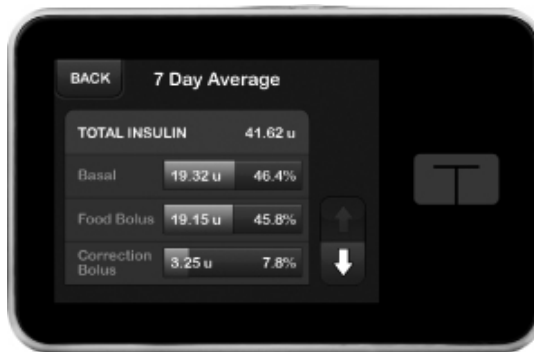 BACK 7 Day Average
TOTAL INSULIN 41.62 u
Basal 19.32 u 46.4%
Food Bolus 19.15 u 45.8%
Correction Bolus 3.25 u 7.8%